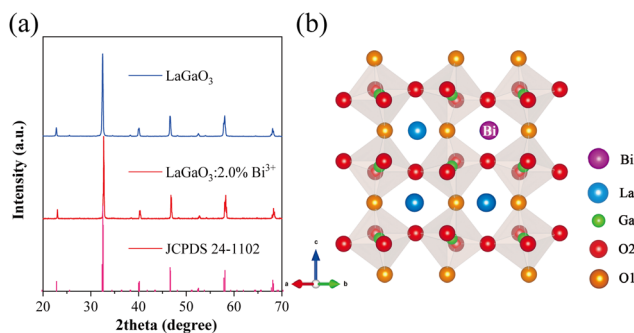 (a)
Intensity (a.u.)
LaGaO₃
LaGaO₃:2.0% Bi³⁺
JCPDS 24-1102
20 30 40 50 60 70
2theta (degree)
(b)
Bi
c
a b
Bi
La
Ga
O2
O1